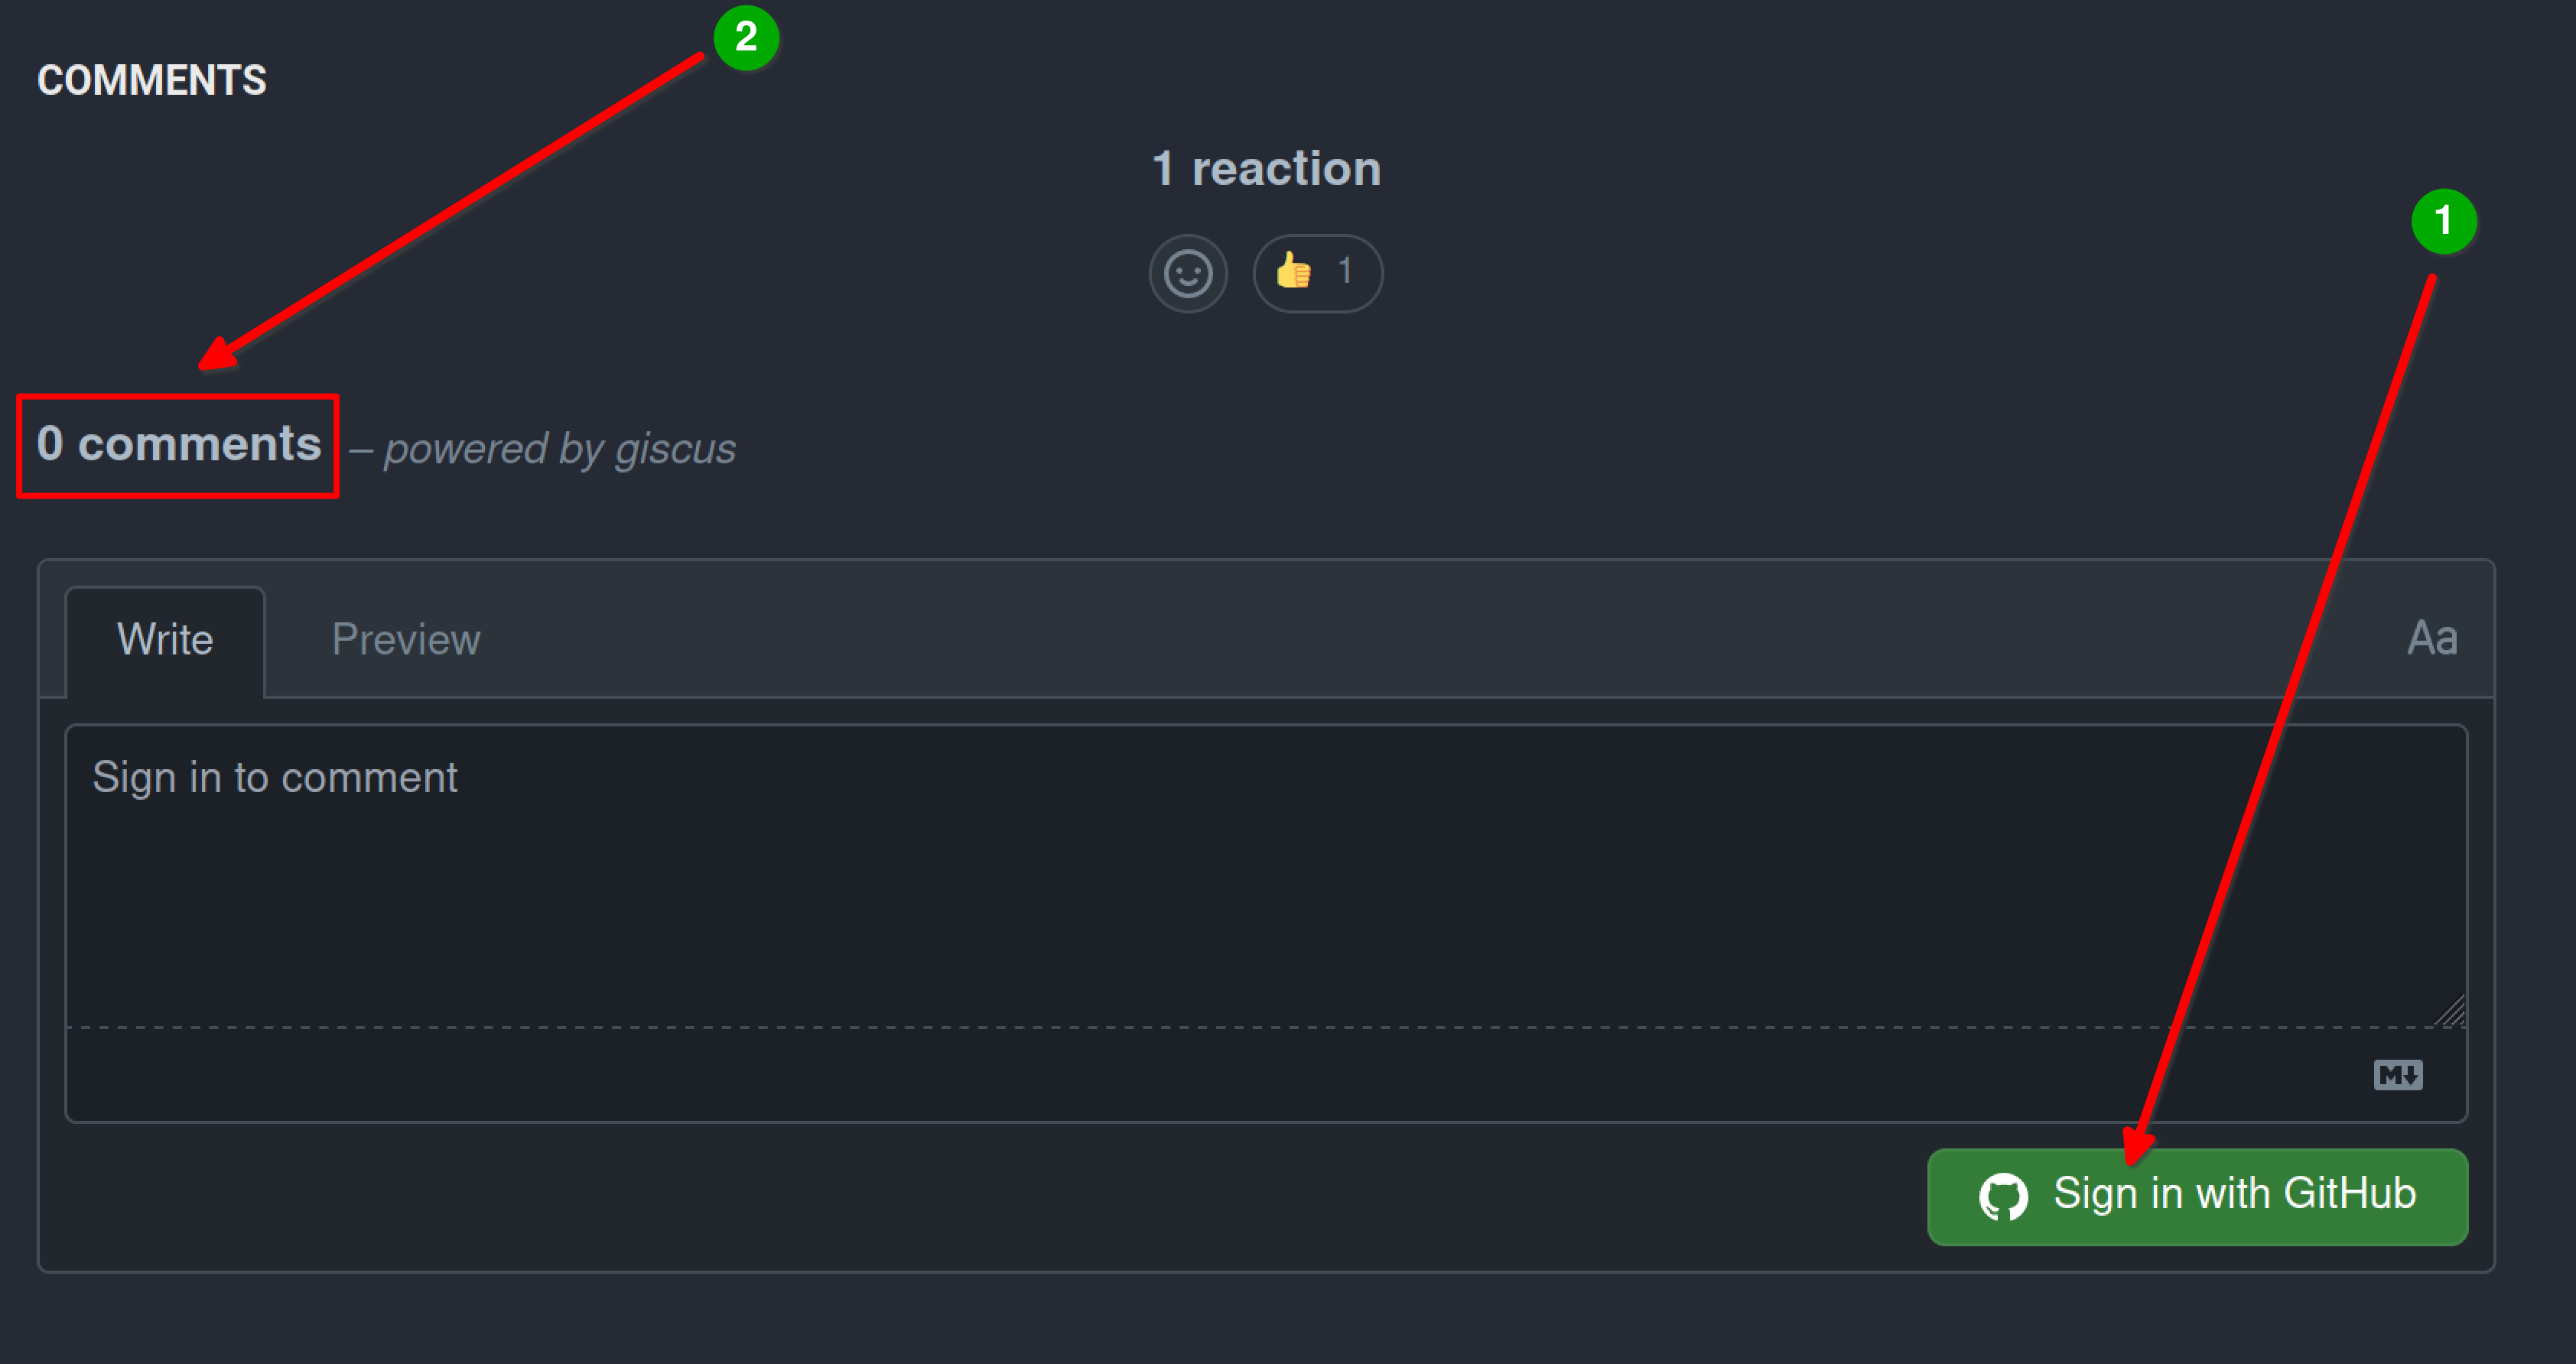 2
COMMENTS
1 reaction
1
👍 1
0 comments – powered by giscus
Write Preview Aa
Sign in to comment
M
Sign in with GitHub